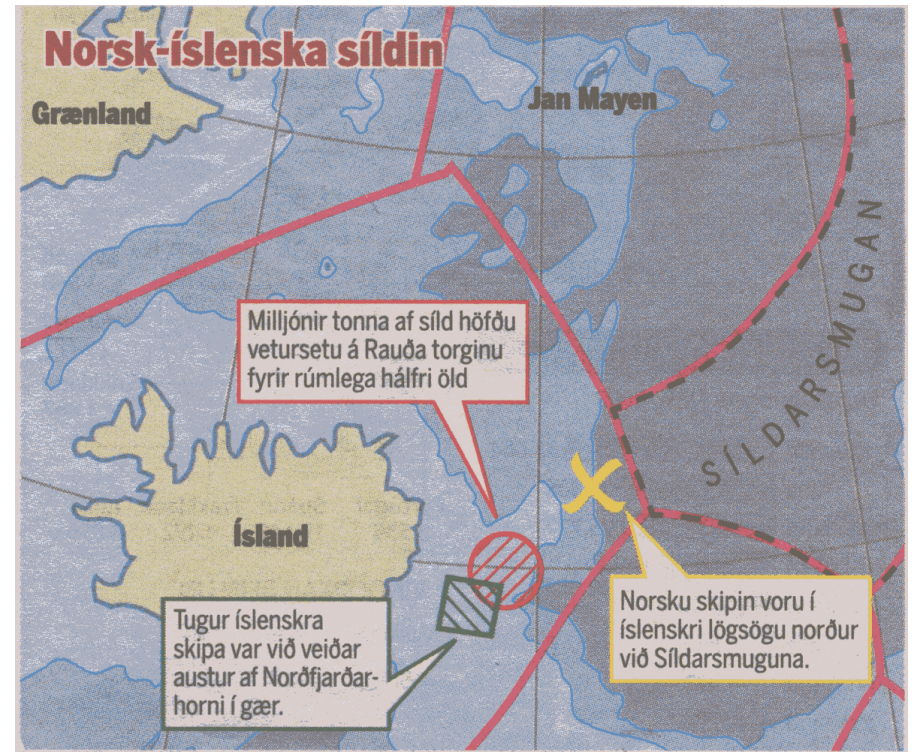 Norsk-íslenska síldin
Grænland
Jan Mayen
SÍLDARSMUGAN
Milljónir tonna af síld höfðu
vetursetu á Rauða torginu
fyrir rúmlega hálfri öld
Ísland
Tugur íslenskra
skipa var við veiðar
austur af Norðfjarðar-
horni í gær.
Norsku skipin voru í
íslenskri lögsögu norður
við Síldarsmuguna.